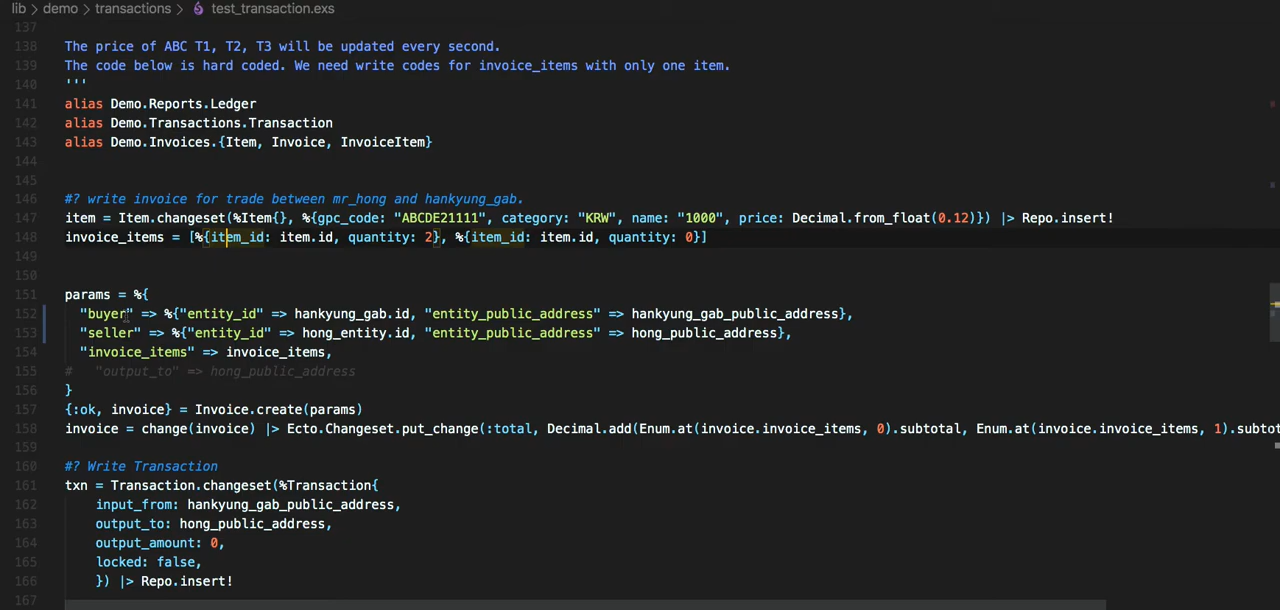 lib > demo > transactions > test_transaction.exs
137
138 The price of ABC T1, T2, T3 will be updated every second.
139 The code below is hard coded. We need write codes for invoice_items with only one item.
140 '''
141 alias Demo.Reports.Ledger
142 alias Demo.Transactions.Transaction
143 alias Demo.Invoices.{Item, Invoice, InvoiceItem}
144
145
146 #? write invoice for trade between mr_hong and hankyung_gab.
147 item = Item.changeset(%Item{}, %{gpc_code: "ABCDE21111", category: "KRW", name: "1000", price: Decimal.from_float(0.12)}) |> Repo.insert!
148 invoice_items = [%{item_id: item.id, quantity: 2}, %{item_id: item.id, quantity: 0}]
149
150
151 params = %{
152 "buyer" => %{"entity_id" => hankyung_gab.id, "entity_public_address" => hankyung_gab_public_address},
153 "seller" => %{"entity_id" => hong_entity.id, "entity_public_address" => hong_public_address},
154 "invoice_items" => invoice_items,
155 # "output_to" => hong_public_address
156 }
157 {:ok, invoice} = Invoice.create(params)
158 invoice = change(invoice) |> Ecto.Changeset.put_change(:total, Decimal.add(Enum.at(invoice.invoice_items, 0).subtotal, Enum.at(invoice.invoice_items, 1).subtot
159
160 #? Write Transaction
161 txn = Transaction.changeset(%Transaction{
162 input_from: hankyung_gab_public_address,
163 output_to: hong_public_address,
164 output_amount: 0,
165 locked: false,
166 }) |> Repo.insert!
167